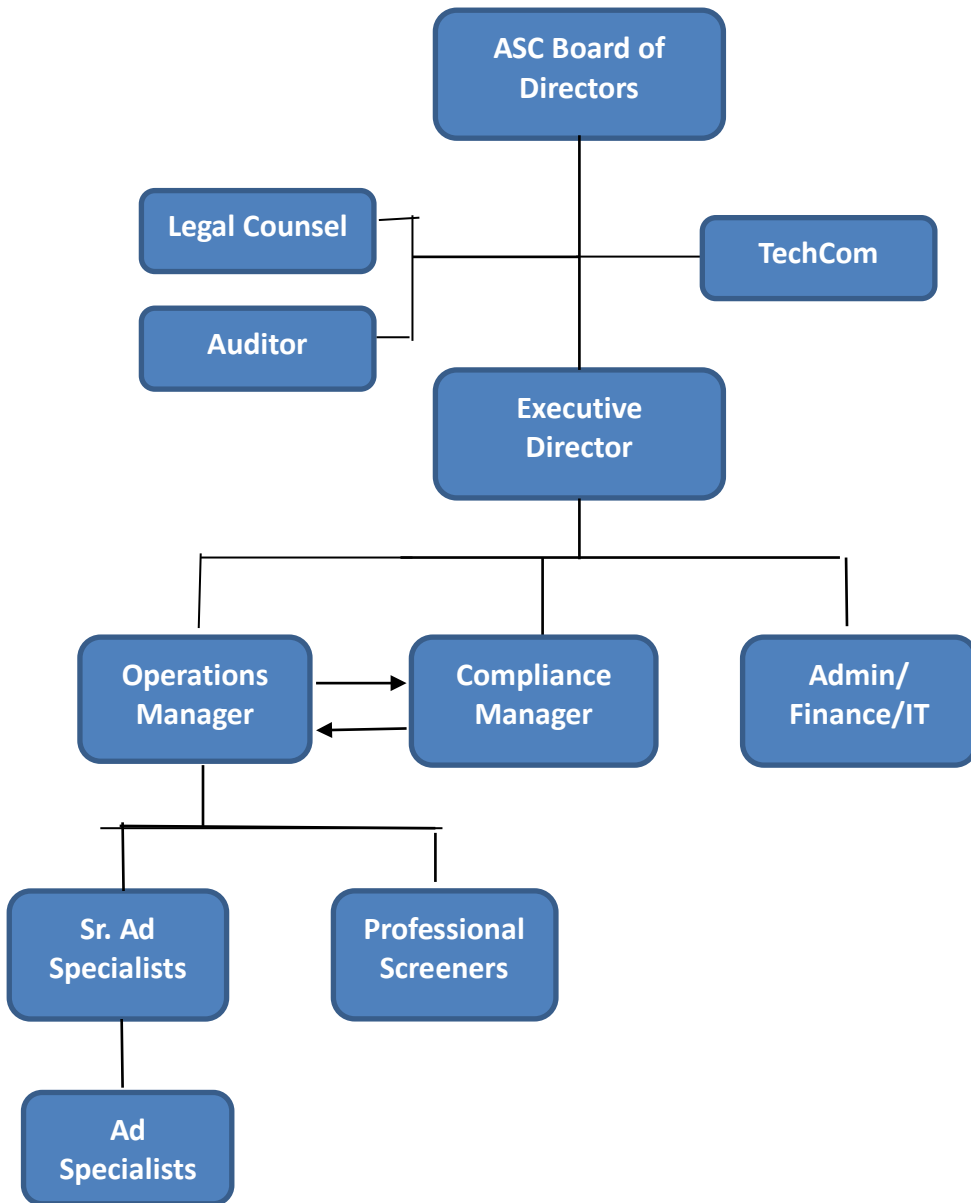 ASC Board of
Directors
Legal Counsel
TechCom
Auditor
Executive
Director
Operations
Manager
Compliance
Manager
Admin/
Finance/IT
Sr. Ad
Specialists
Professional
Screeners
Ad
Specialists